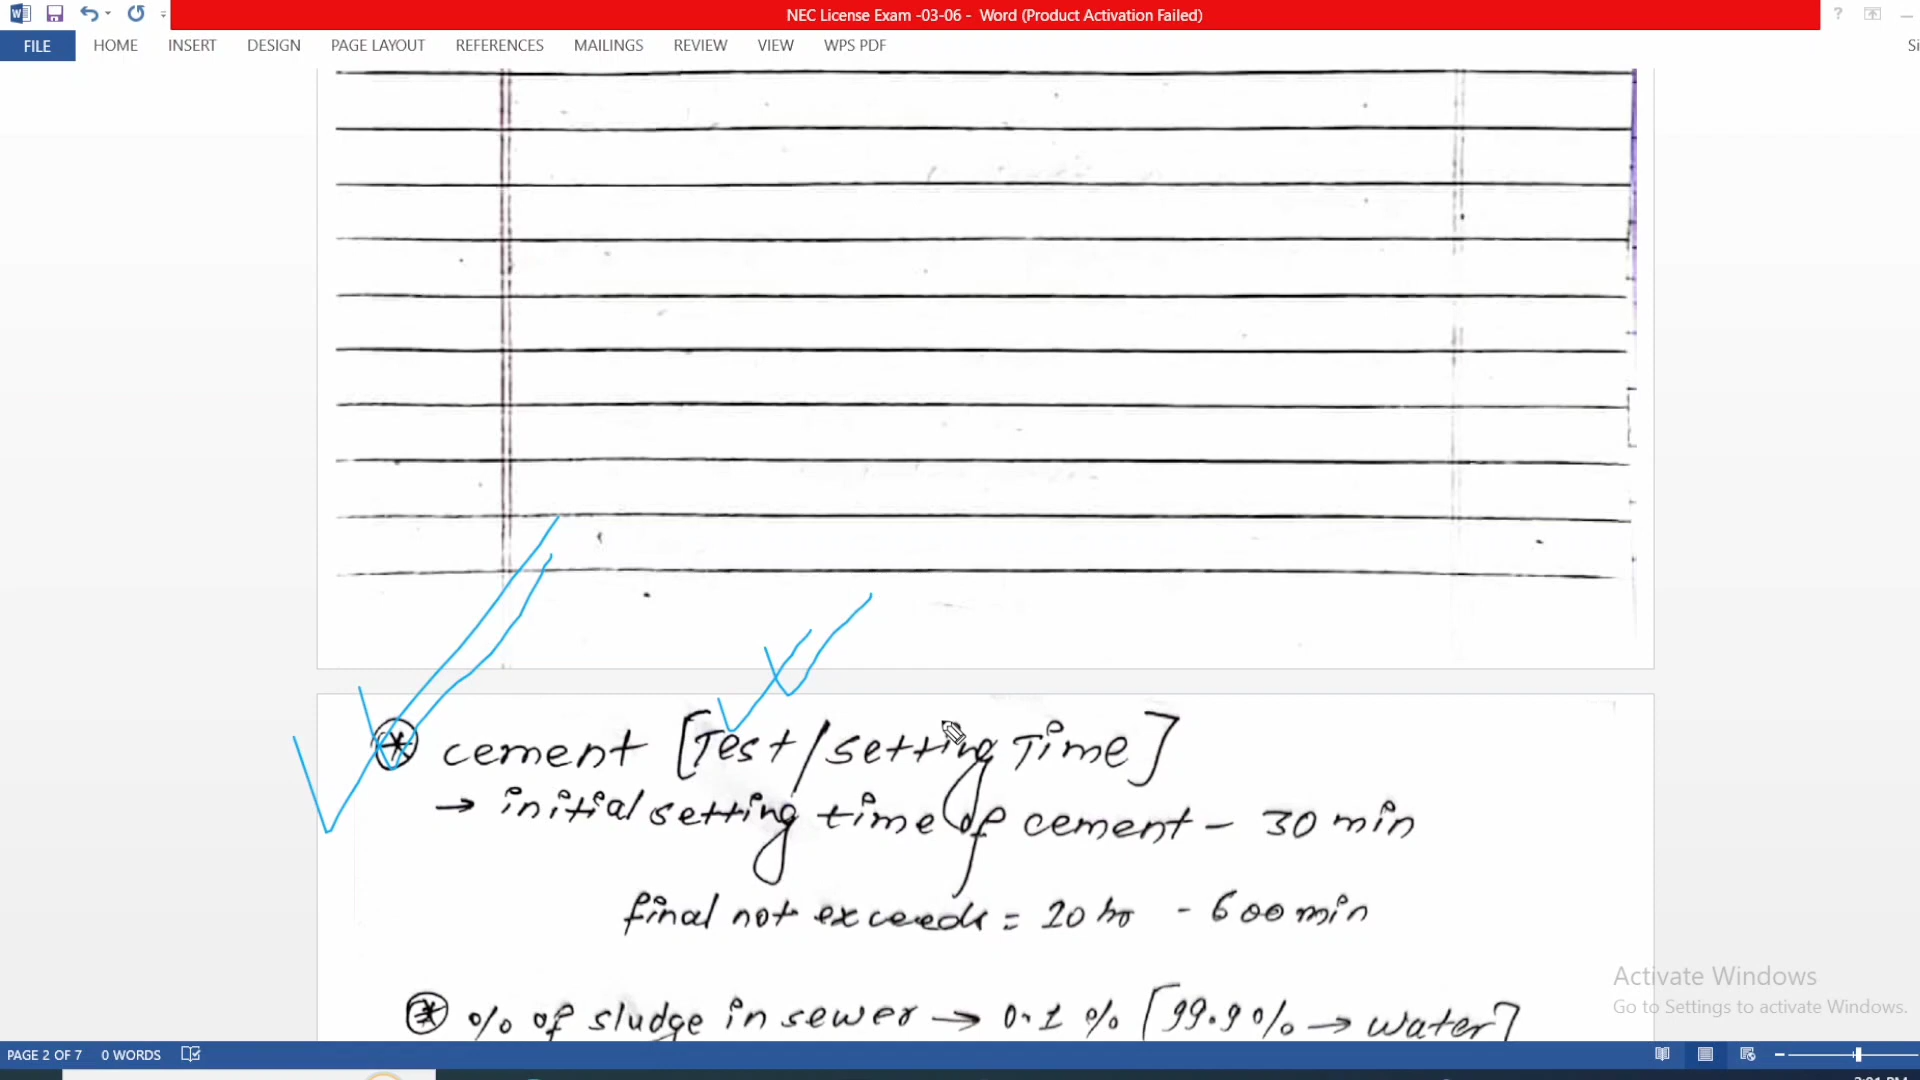 NEC License Exam -03-06 - Word (Product Activation Failed)
?
FILE HOME INSERT DESIGN PAGE LAYOUT REFERENCES MAILINGS REVIEW VIEW WPS PDF Si
* cement [Test/setting Time]
→ initial setting time of cement - 30 min
final not exceeds = 10 hr - 600 min
* % of sludge in sewer → 0.1 % [99.9% → water]
Activate Windows
Go to Settings to activate Windows.
PAGE 2 OF 7 0 WORDS